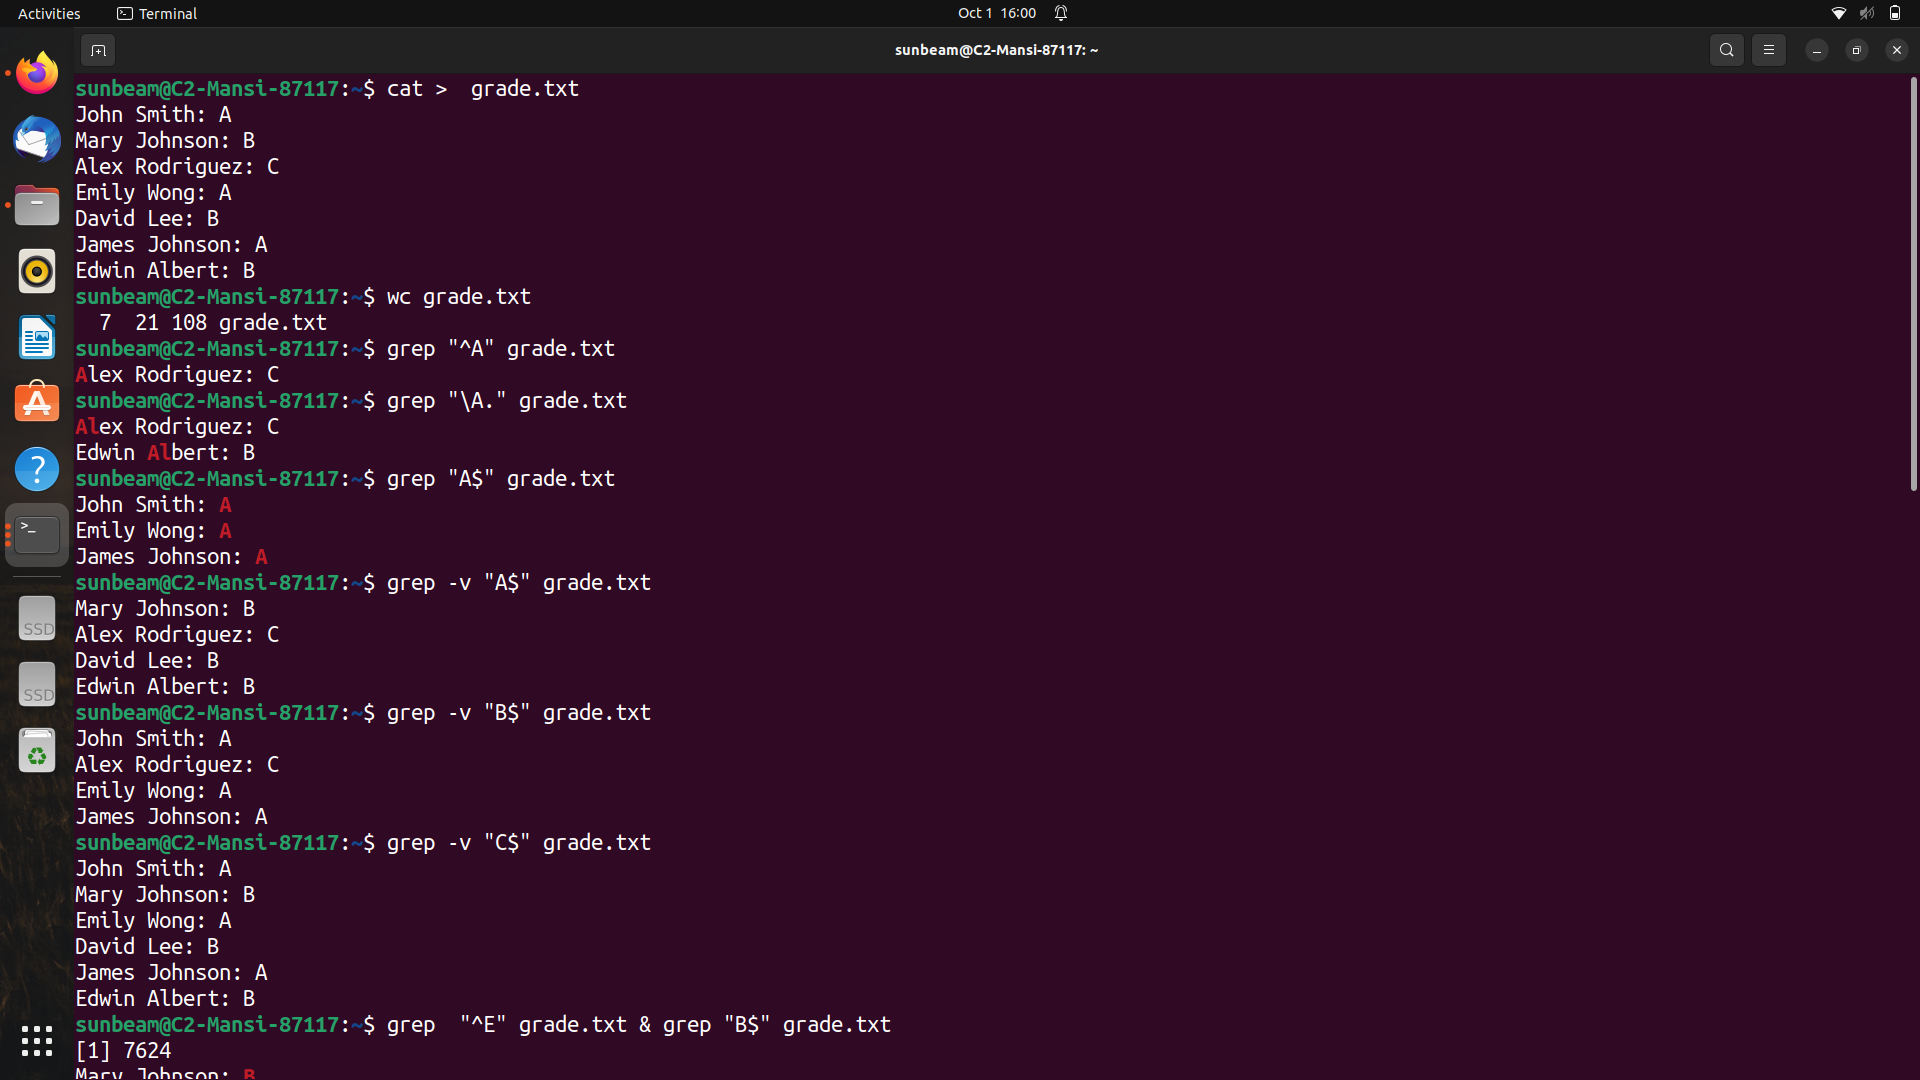 Activities
Terminal
Oct 1 16:00
sunbeam@C2-Mansi-87117: ~
sunbeam@C2-Mansi-87117:~$ cat >  grade.txt
John Smith: A
Mary Johnson: B
Alex Rodriguez: C
Emily Wong: A
David Lee: B
James Johnson: A
Edwin Albert: B
sunbeam@C2-Mansi-87117:~$ wc grade.txt
  7  21 108 grade.txt
sunbeam@C2-Mansi-87117:~$ grep "^A" grade.txt
Alex Rodriguez: C
sunbeam@C2-Mansi-87117:~$ grep "\A." grade.txt
Alex Rodriguez: C
Edwin Albert: B
sunbeam@C2-Mansi-87117:~$ grep "A$" grade.txt
John Smith: A
Emily Wong: A
James Johnson: A
sunbeam@C2-Mansi-87117:~$ grep -v "A$" grade.txt
Mary Johnson: B
Alex Rodriguez: C
David Lee: B
Edwin Albert: B
sunbeam@C2-Mansi-87117:~$ grep -v "B$" grade.txt
John Smith: A
Alex Rodriguez: C
Emily Wong: A
James Johnson: A
sunbeam@C2-Mansi-87117:~$ grep -v "C$" grade.txt
John Smith: A
Mary Johnson: B
Emily Wong: A
David Lee: B
James Johnson: A
Edwin Albert: B
sunbeam@C2-Mansi-87117:~$ grep  "^E" grade.txt & grep "B$" grade.txt
[1] 7624
Mary Johnson: B
SSD
SSD